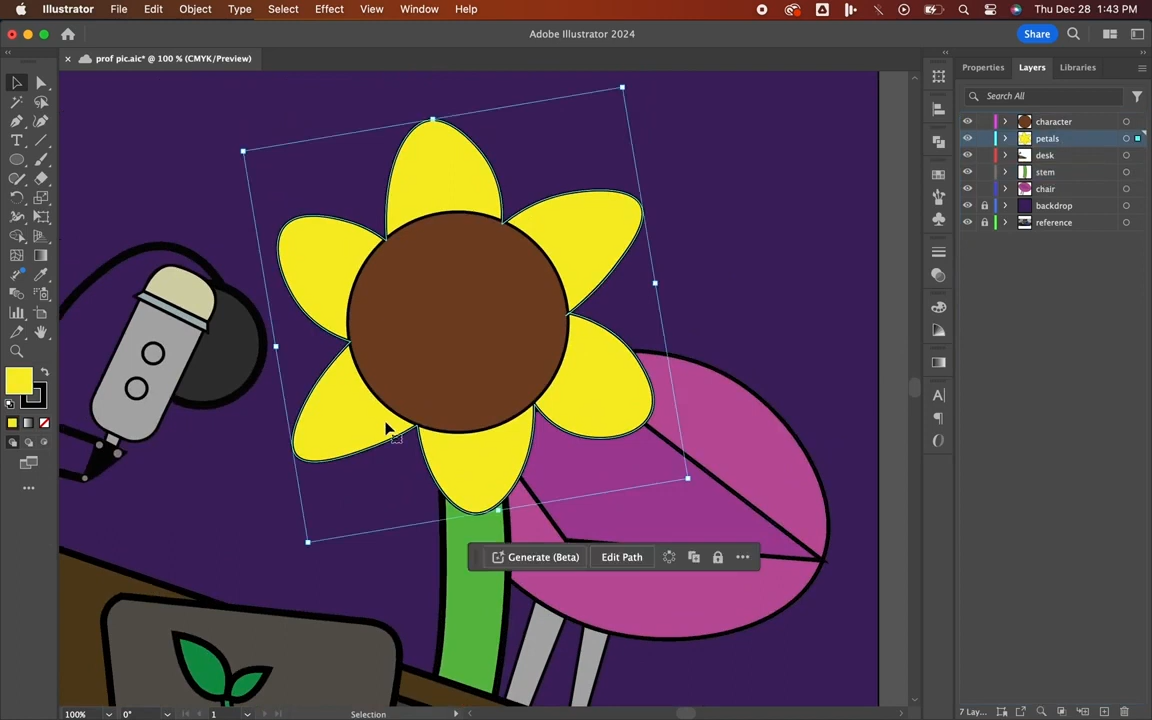 Illustrator File Edit Object Type Select Effect View Window Help Thu Dec 28 1:43 PM
Adobe Illustrator 2024
Share
prof pic.aic* @ 100 % (CMYK/Preview)
Properties Layers Libraries
Search All
character
petals
desk
stem
chair
backdrop
reference
Generate (Beta) Edit Path
100% 0° 1 Selection
7 Lay...